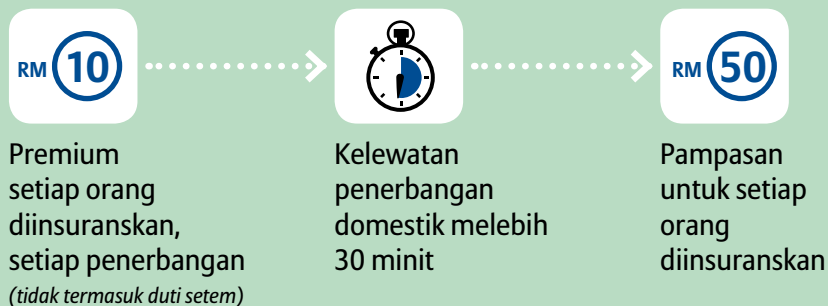 RM 10
RM 50
Premium
setiap orang
diinsuranskan,
setiap penerbangan
(tidak termasuk duti setem)
Kelewatan
penerbangan
domestik melebih
30 minit
Pampasan
untuk setiap
orang
diinsuranskan